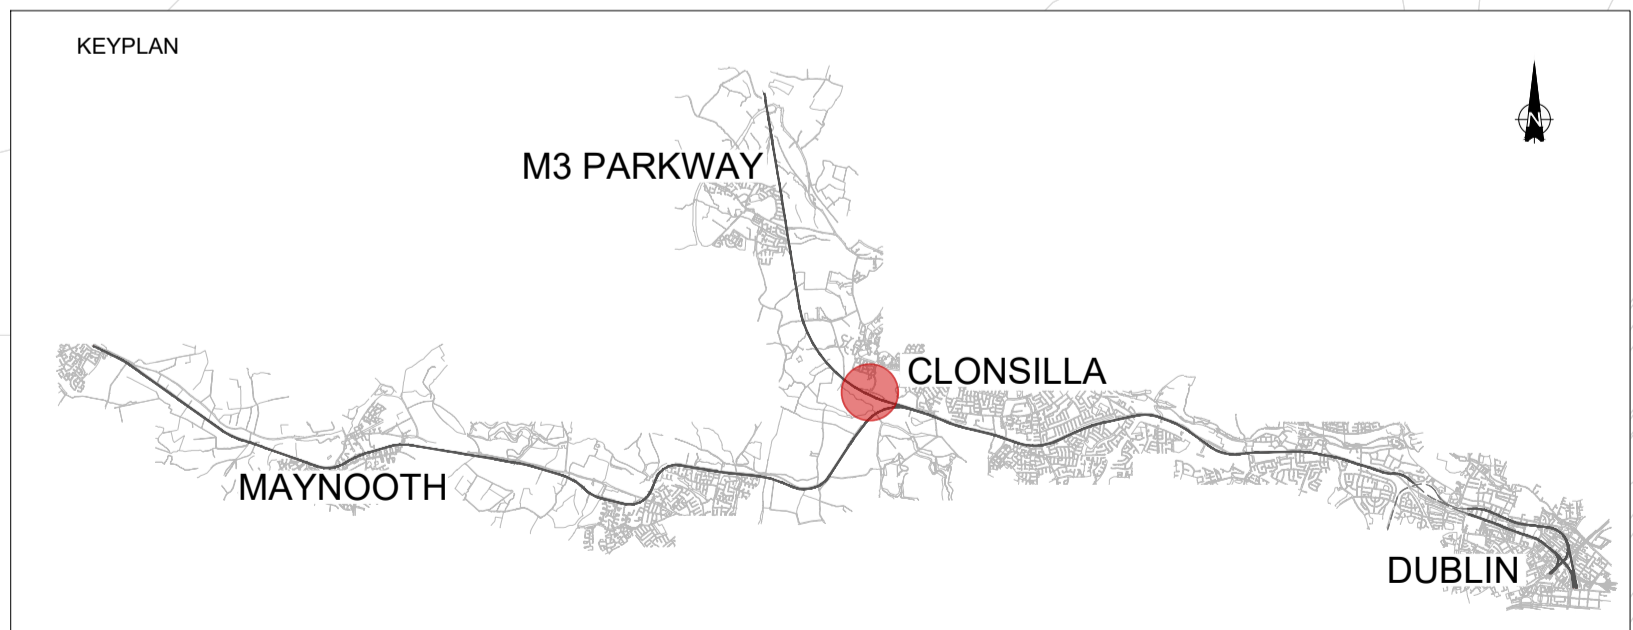 KEYPLAN
N
M3 PARKWAY
CLONSILLA
MAYNOOTH
DUBLIN